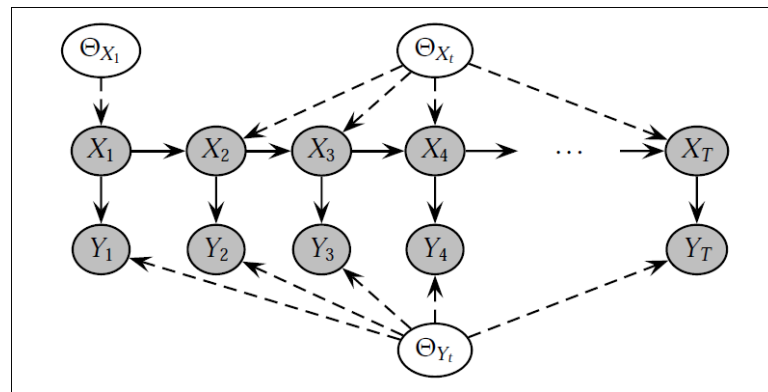 Θ_{X_1} Θ_{X_t}
X_1 X_2 X_3 X_4 ... X_T
Y_1 Y_2 Y_3 Y_4 Y_T
Θ_{Y_t}